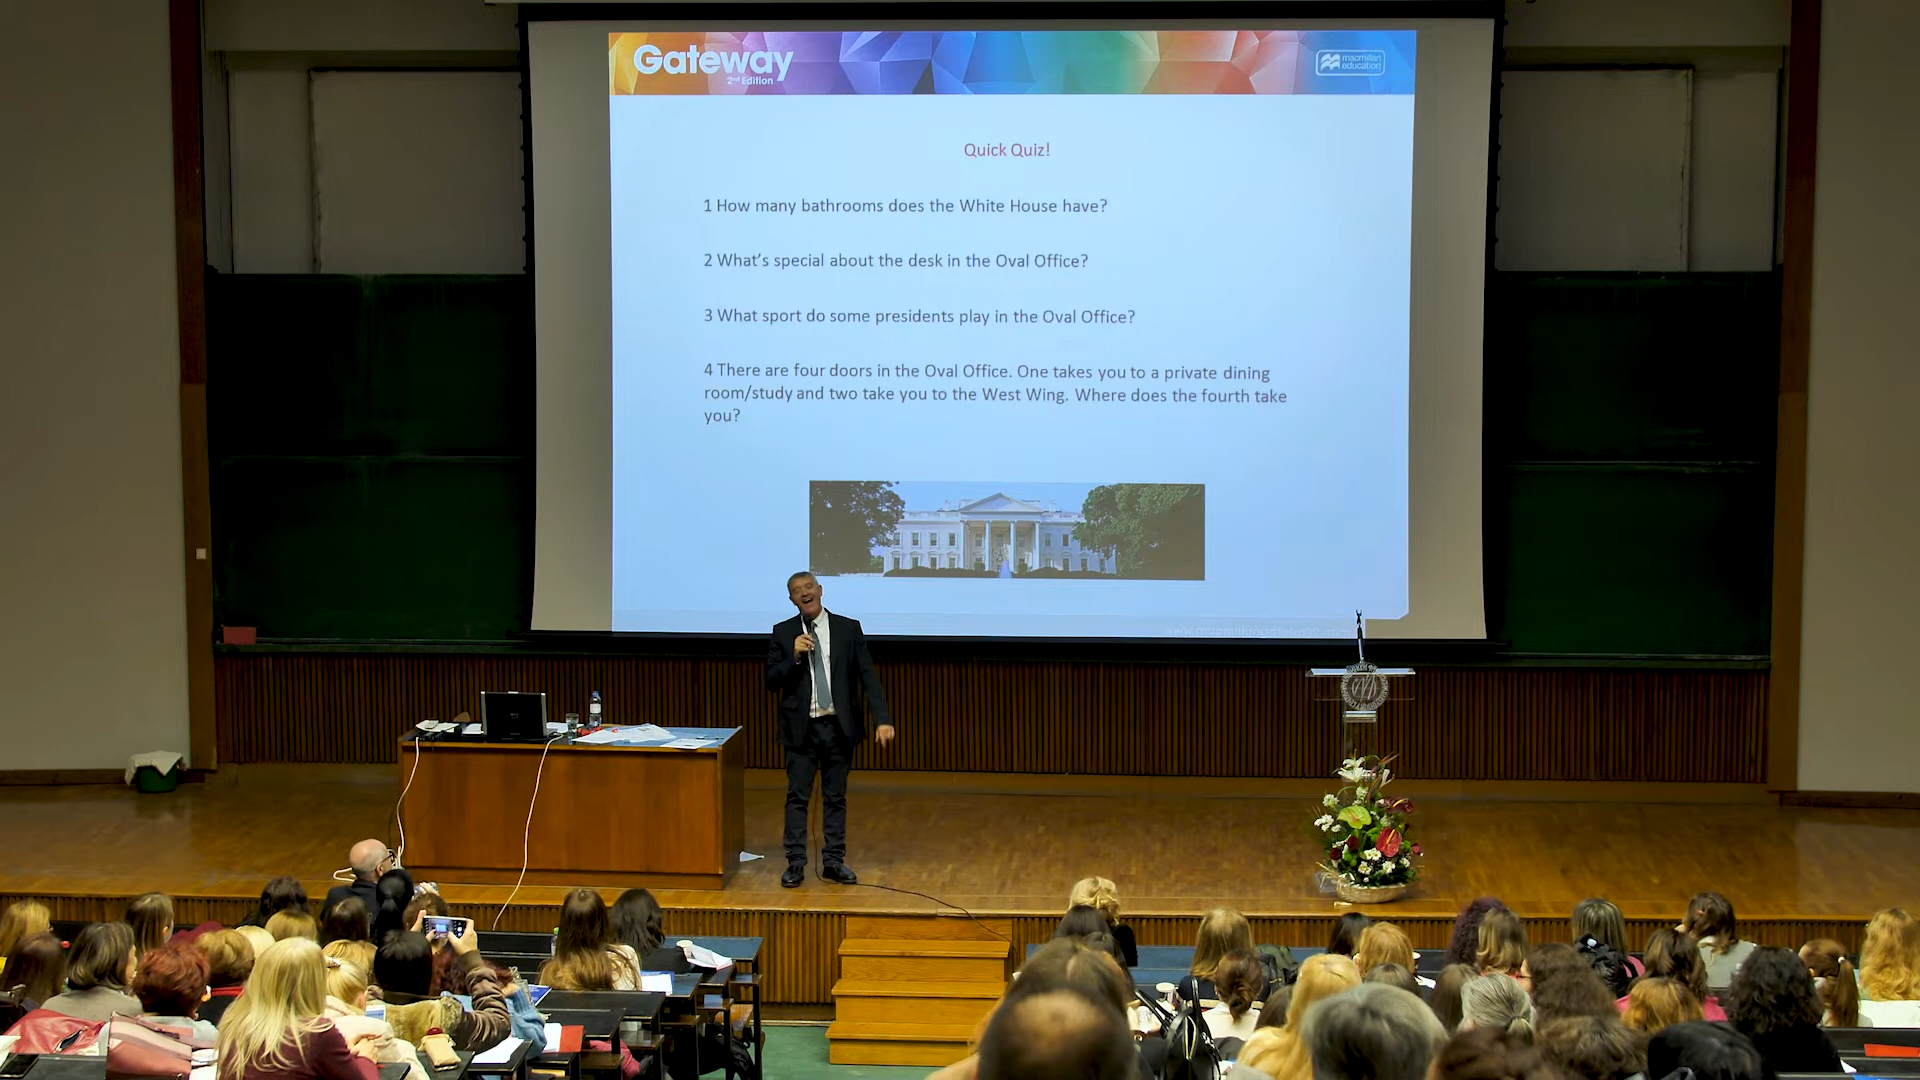 Gateway
2nd Edition
macmillan
education
Quick Quiz!
1 How many bathrooms does the White House have?
2 What's special about the desk in the Oval Office?
3 What sport do some presidents play in the Oval Office?
4 There are four doors in the Oval Office. One takes you to a private dining
room/study and two take you to the West Wing. Where does the fourth take
you?